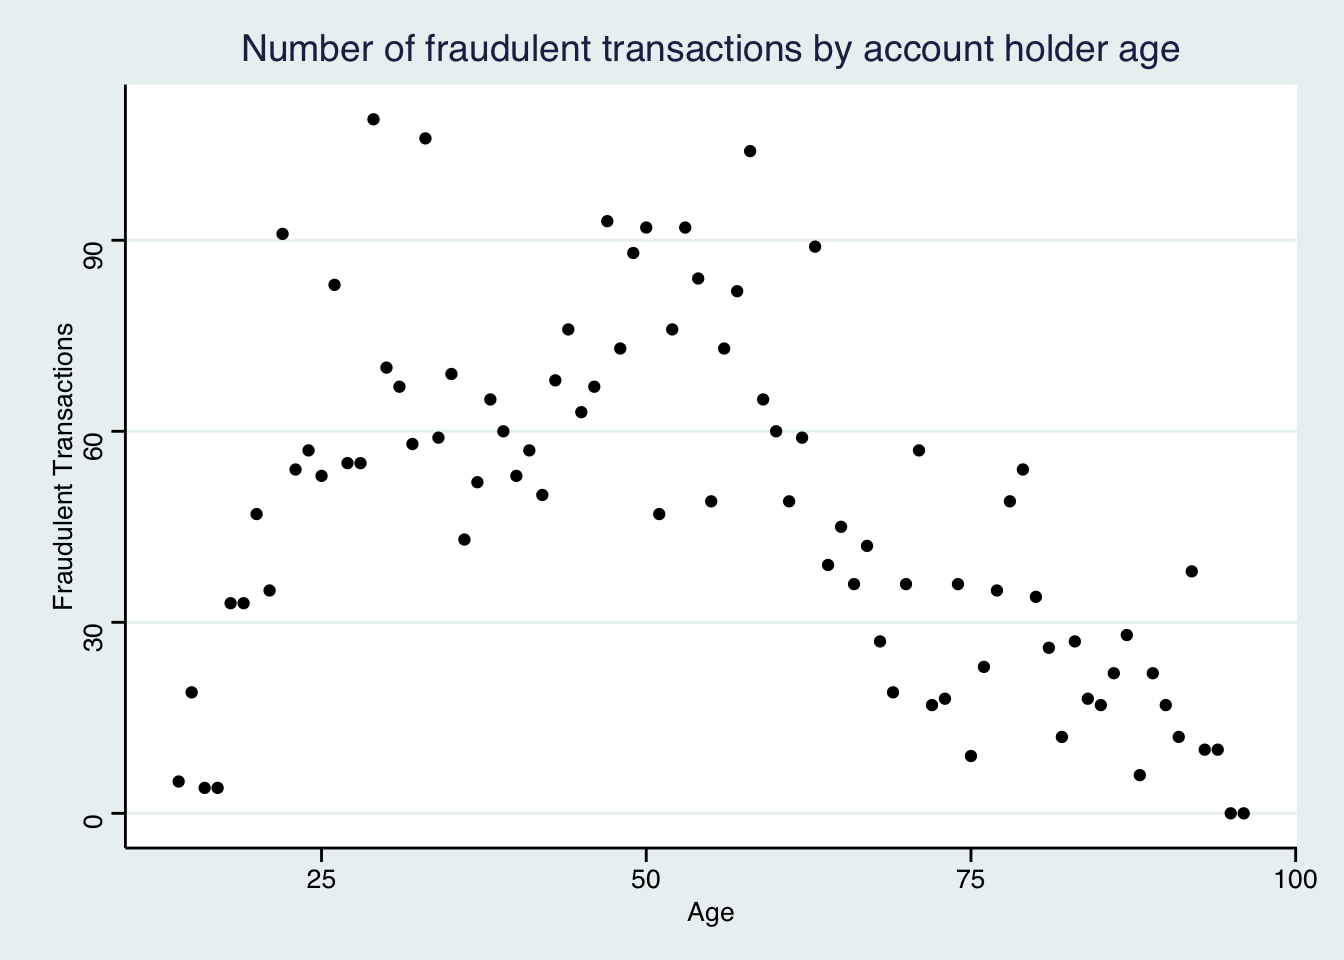 Number of fraudulent transactions by account holder age
Fraudulent Transactions
90
60
30
0
25
50
75
100
Age